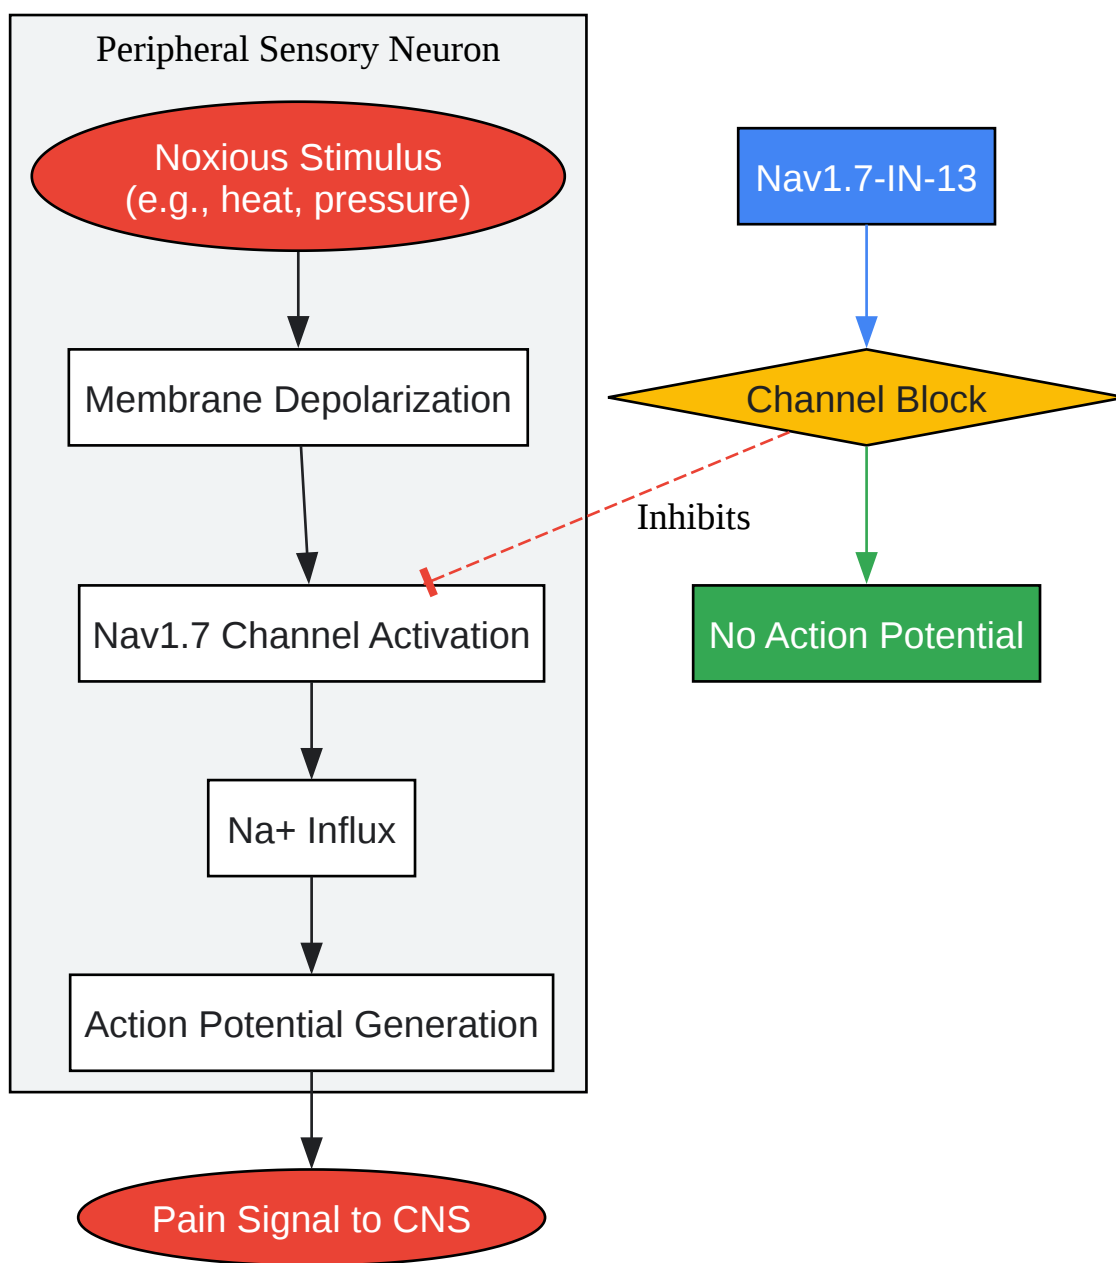 Peripheral Sensory Neuron
Noxious Stimulus
(e.g., heat, pressure)
Membrane Depolarization
Nav1.7 Channel Activation
Na+ Influx
Action Potential Generation
Pain Signal to CNS
Nav1.7-IN-13
Channel Block
Inhibits
No Action Potential